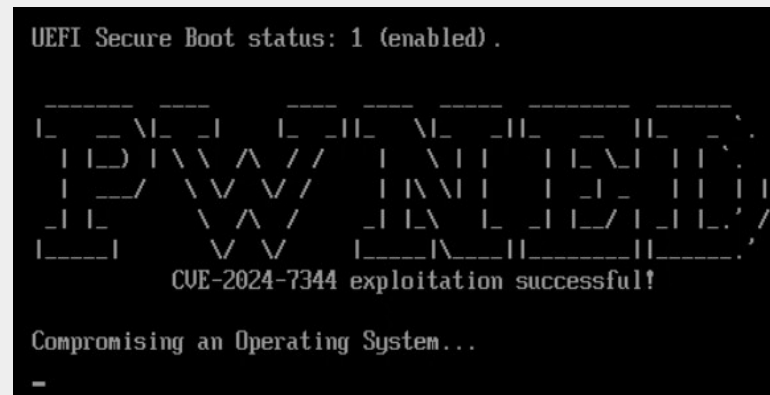 UEFI Secure Boot status: 1 (enabled).
PWNED
CVE-2024-7344 exploitation successful!
Compromising an Operating System...